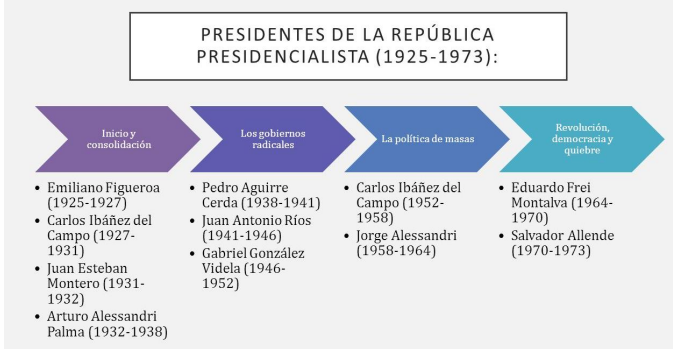 PRESIDENTES DE LA REPÚBLICA
PRESIDENCIALISTA (1925-1973):
Inicio y
consolidación
• Emiliano Figueroa
(1925-1927)
• Carlos Ibáñez del
Campo (1927-
1931)
• Juan Esteban
Montero (1931-
1932)
• Arturo Alessandri
Palma (1932-1938)
Los gobiernos
radicales
• Pedro Aguirre
Cerda (1938-1941)
• Juan Antonio Ríos
(1941-1946)
• Gabriel González
Videla (1946-
1952)
La política de masas
• Carlos Ibáñez del
Campo (1952-
1958)
• Jorge Alessandri
(1958-1964)
Revolución,
democracia y
quiebre
• Eduardo Frei
Montalva (1964-
1970)
• Salvador Allende
(1970-1973)